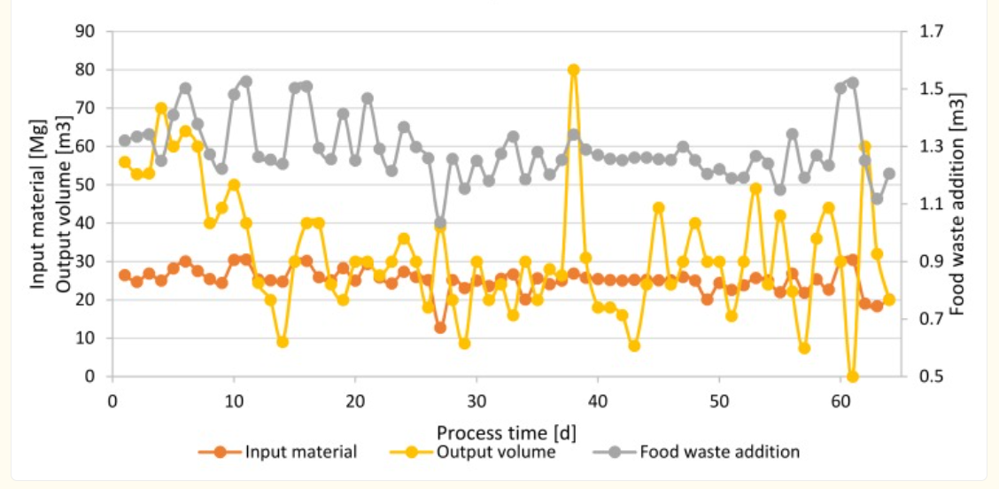 90
80
70
60
50
40
30
20
10
0
Input material [Mg]
Output volume [m3]
1.7
1.5
1.3
1.1
0.9
0.7
0.5
Food waste addition [m3]
0 10 20 30 40 50 60
Process time [d]
Input material Output volume Food waste addition